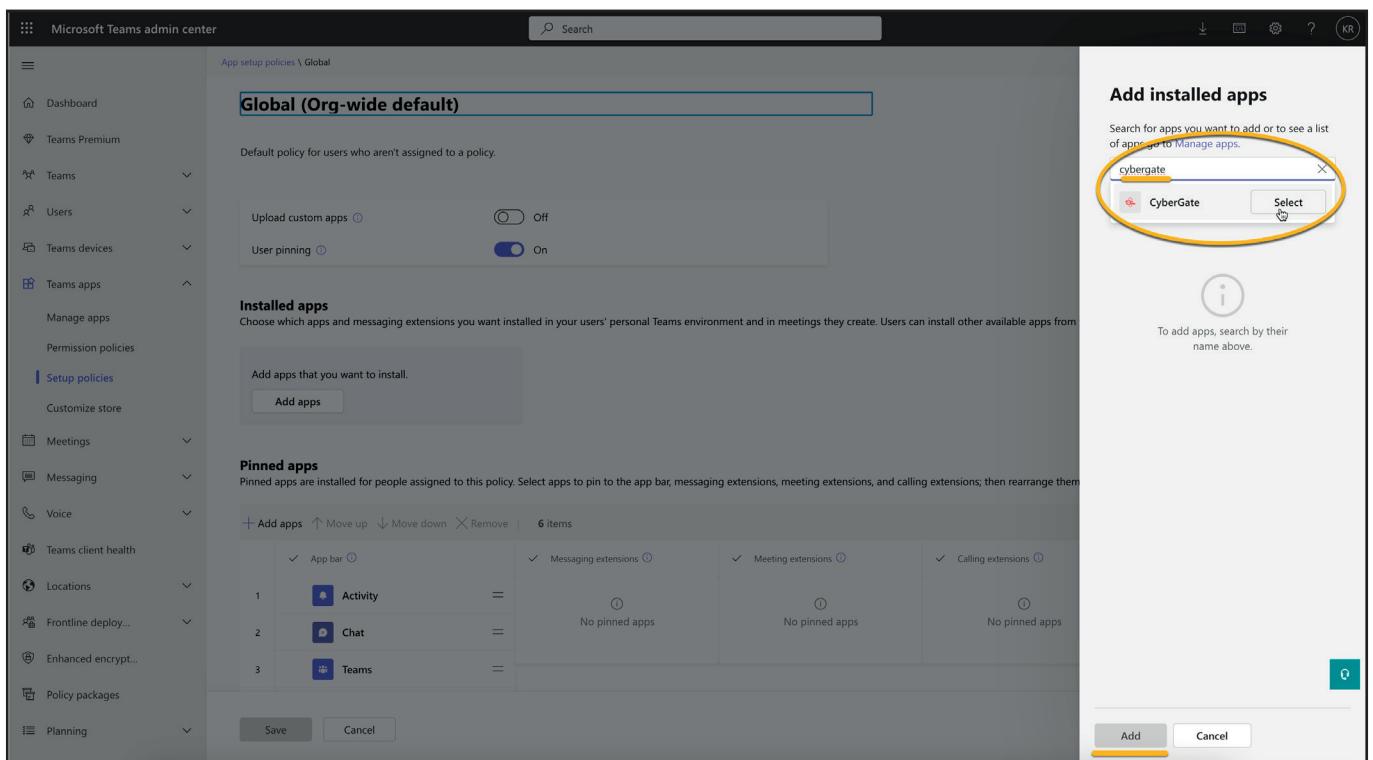 Microsoft Teams admin center
Search
KR
App setup policies \ Global
Dashboard
Teams Premium
Teams
Users
Teams devices
Teams apps
Manage apps
Permission policies
Setup policies
Customize store
Meetings
Messaging
Voice
Teams client health
Locations
Frontline deploy...
Enhanced encrypt...
Policy packages
Planning
Global (Org-wide default)
Default policy for users who aren't assigned to a policy.
Upload custom apps
Off
User pinning
On
Installed apps
Choose which apps and messaging extensions you want installed in your users' personal Teams environment and in meetings they create. Users can install other available apps from
Add apps that you want to install.
Add apps
Pinned apps
Pinned apps are installed for people assigned to this policy. Select apps to pin to the app bar, messaging extensions, meeting extensions, and calling extensions; then rearrange them
Add apps Move up Move down Remove | 6 items
App bar Messaging extensions Meeting extensions Calling extensions
1 Activity
2 Chat
3 Teams
No pinned apps No pinned apps No pinned apps
Save Cancel
Add installed apps
Search for apps you want to add or to see a list
of apps go to Manage apps.
cybergate
CyberGate Select
To add apps, search by their
name above.
Add Cancel